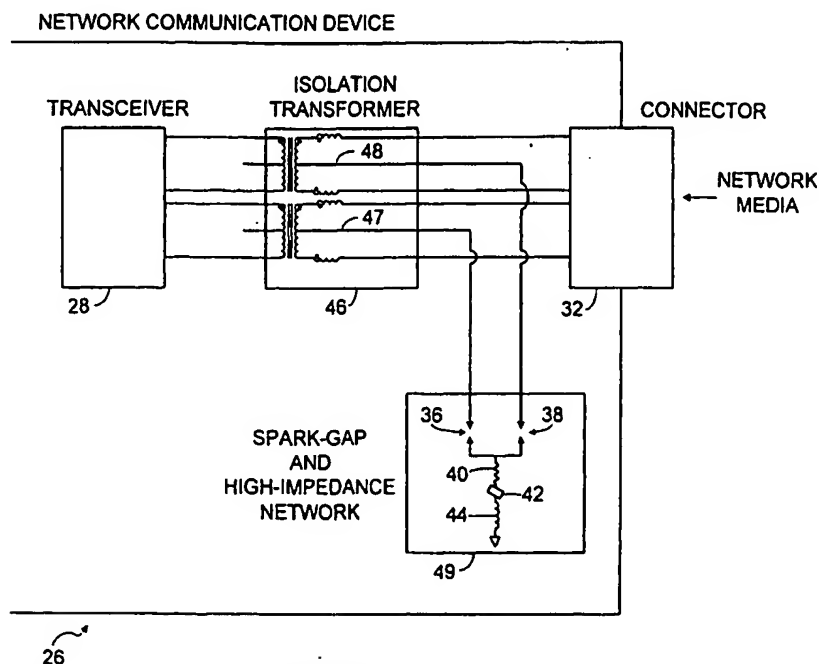 NETWORK COMMUNICATION DEVICE
TRANSCEIVER
ISOLATION
TRANSFORMER
CONNECTOR
48
47
NETWORK
MEDIA
28
46
32
36
38
SPARK-GAP
AND
HIGH-IMPEDANCE
NETWORK
40
42
44
49
26